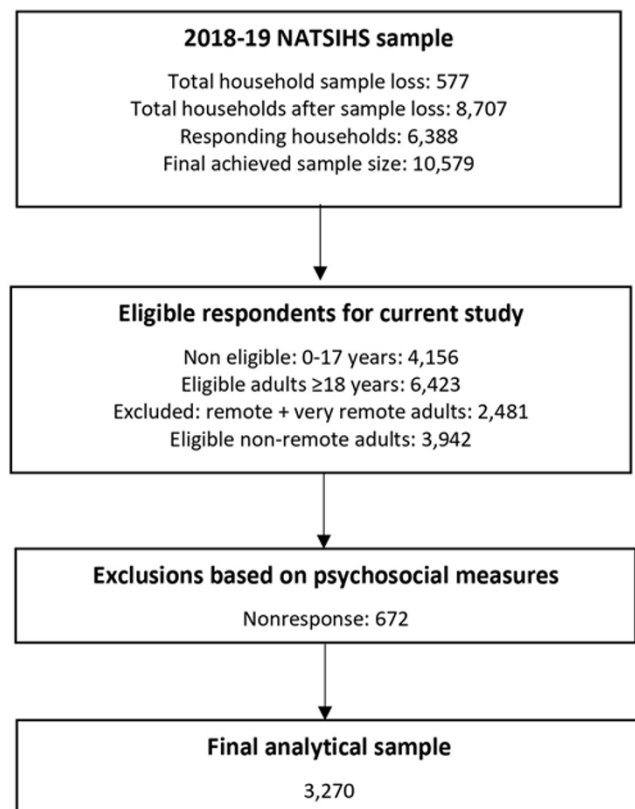 2018-19 NATSIHS sample
Total household sample loss: 577
Total households after sample loss: 8,707
Responding households: 6,388
Final achieved sample size: 10,579
Eligible respondents for current study
Non eligible: 0-17 years: 4,156
Eligible adults ≥18 years: 6,423
Excluded: remote + very remote adults: 2,481
Eligible non-remote adults: 3,942
Exclusions based on psychosocial measures
Nonresponse: 672
Final analytical sample
3,270